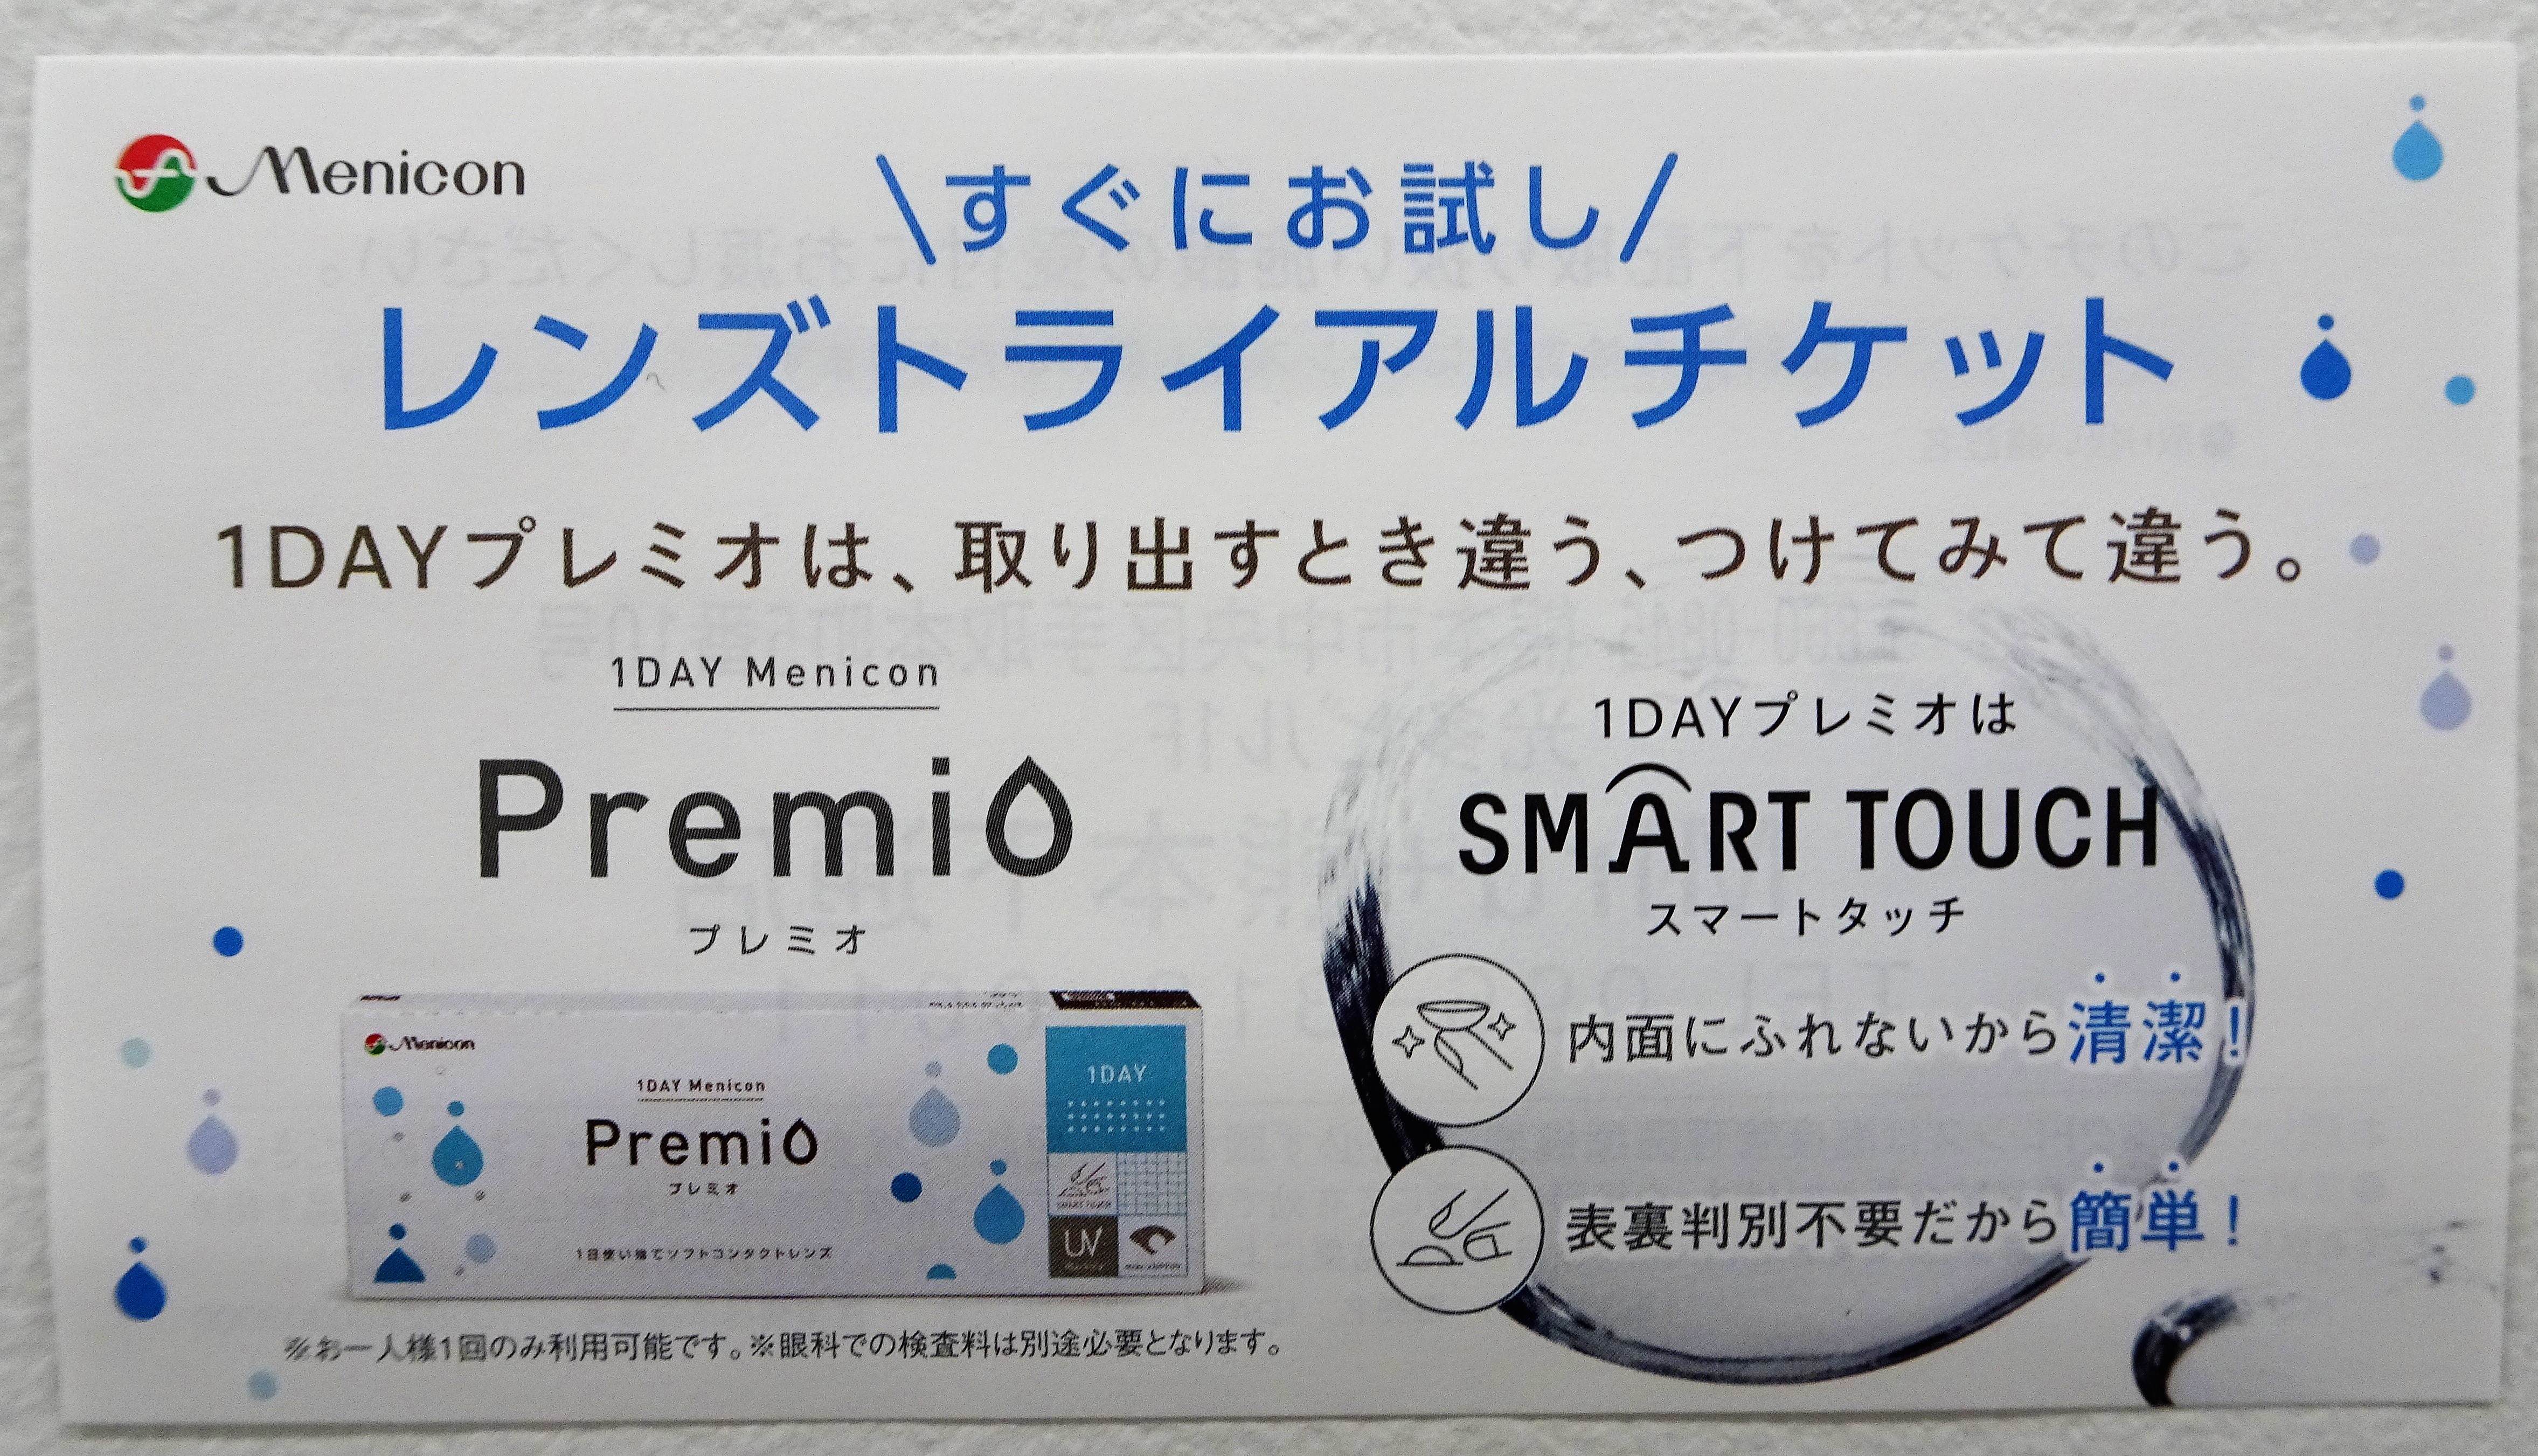 Menicon
\すぐにお試し/
レンズトライアルチケット
1DAYプレミオは、取り出すとき違う、つけてみて違う。
1DAY Menicon
Premio
プレミオ
1DAYプレミオは
SMART TOUCH
スマートタッチ
内面にふれないから清潔!
表裏判別不要だから簡単!
Menicon
1DAY Menicon
Premio
プレミオ
1日使い捨てソフトコンタクトレンズ
1DAY
SMART TOUCH
UV
※お一人様1回のみ利用可能です。※眼科での検査料は別途必要となります。